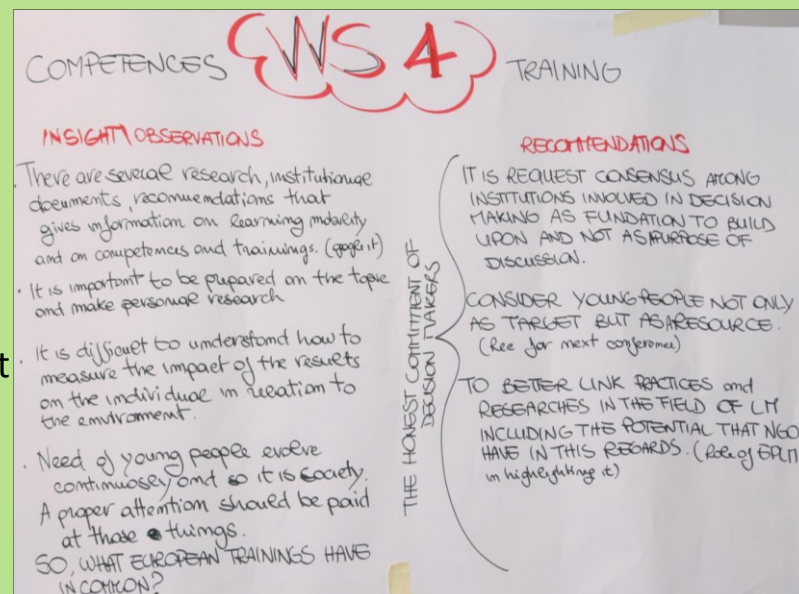 COMPETENCES WS 4 TRAINING
INSIGHT/OBSERVATIONS
. There are several research, institutional
documents, recommendations that
gives information on learning mobility
and on competences and trainings. (google it)
· It is important to be prepared on the topic
and make personal research
· It is difficult to understand how to
measure the impact of the results
on the individual in relation to
the environment.
· Need of young people evolve
continuously and so it is society.
A proper attention should be paid
at those things.
SO, WHAT EUROPEAN TRAININGS HAVE
IN COMMON?
THE HONEST COMMITMENT OF
DECISION MAKERS
RECOMMENDATIONS
IT IS REQUEST CONSENSUS AMONG
INSTITUTIONS INVOLVED IN DECISION
MAKING AS FUNDATION TO BUILD
UPON AND NOT AS A PURPOSE OF
DISCUSSION.
CONSIDER YOUNG PEOPLE NOT ONLY
AS TARGET BUT AS A RESOURCE.
(Rec for next conference)
TO BETTER LINK PRACTICES and
RESEARCHES IN THE FIELD OF LM
INCLUDING THE POTENTIAL THAT NGO
HAVE IN THIS REGARDS. (Role of EPLM
in highlighting it)
t